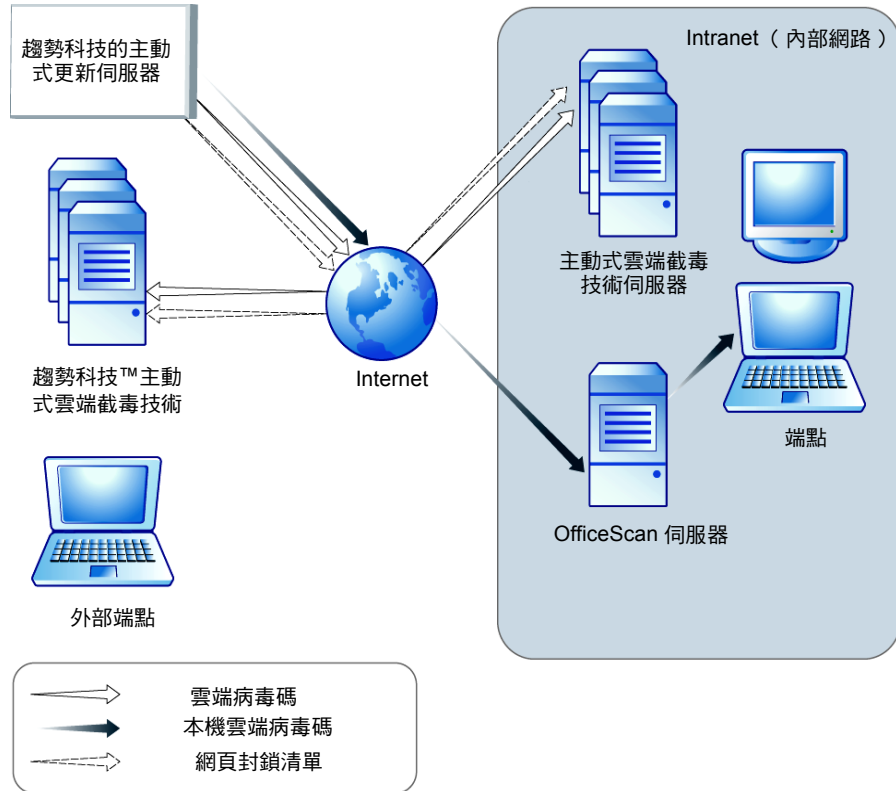 趨勢科技的主動
式更新伺服器
Intranet（內部網路）
主動式雲端截毒
技術伺服器
趨勢科技™主動
式雲端截毒技術
Internet
端點
OfficeScan 伺服器
外部端點
雲端病毒碼
本機雲端病毒碼
網頁封鎖清單